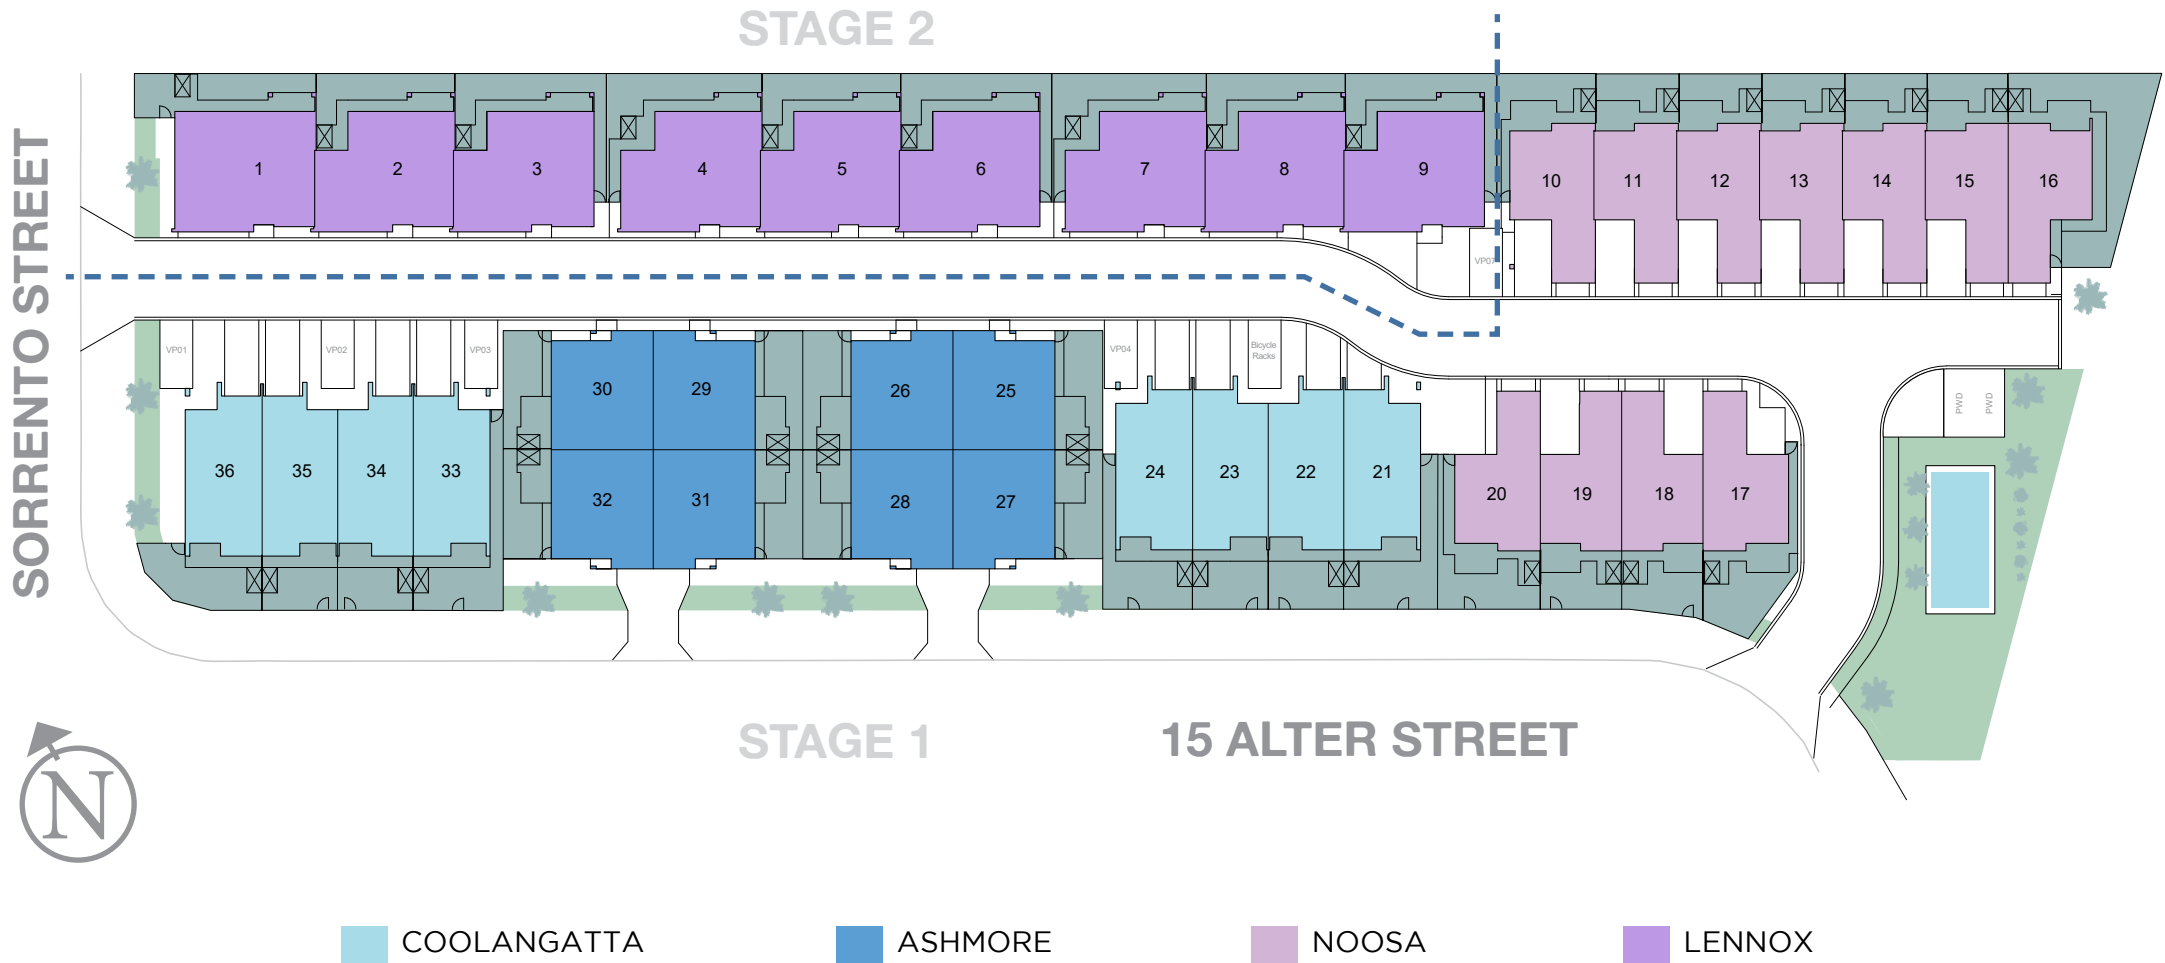 STAGE 2
SORRENTO STREET
1 2 3 4 5 6 7 8 9 10 11 12 13 14 15 16
VP07
VP01 VP02 VP03 VP04 Bicycle
Racks
30 29 26 25
PWD PWD
36 35 34 33 32 31 28 27 24 23 22 21 20 19 18 17
STAGE 1
15 ALTER STREET
N
COOLANGATTA ASHMORE NOOSA LENNOX